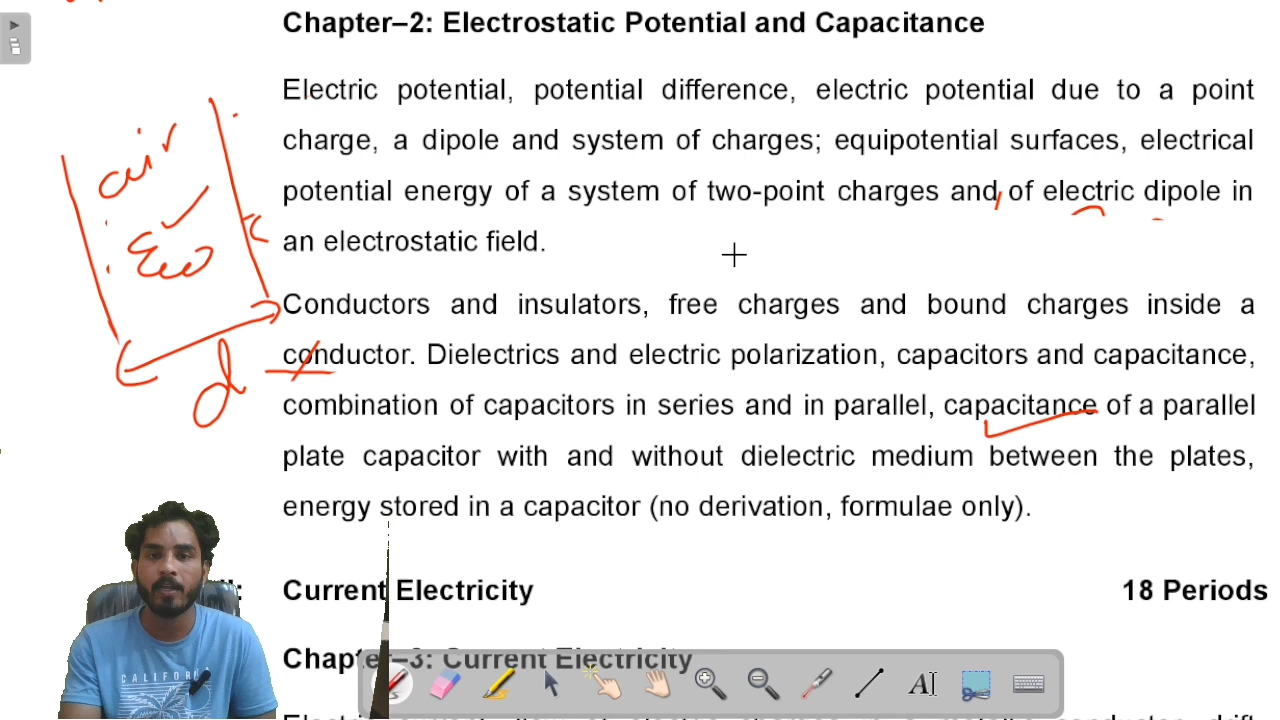 Chapter–2: Electrostatic Potential and Capacitance
Electric potential, potential difference, electric potential due to a point
charge, a dipole and system of charges; equipotential surfaces, electrical
potential energy of a system of two-point charges and of electric dipole in
an electrostatic field.
air
Conductors and insulators, free charges and bound charges inside a
conductor. Dielectrics and electric polarization, capacitors and capacitance,
d
combination of capacitors in series and in parallel, capacitance of a parallel
plate capacitor with and without dielectric medium between the plates,
energy stored in a capacitor (no derivation, formulae only).
Current Electricity 18 Periods
Chapter–3: Current Electricity
CALIFORNIA
AI